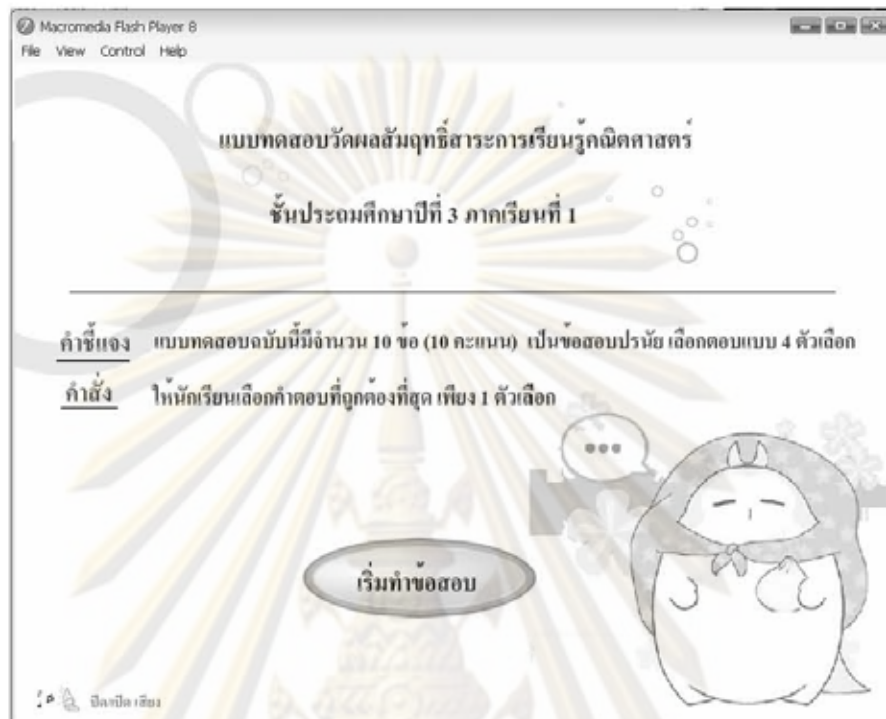 Macromedia Flash Player 8
File View Control Help
แบบทดสอบวัดผลสัมฤทธิ์สาระการเรียนรู้คณิตศาสตร์
ชั้นประถมศึกษาปีที่ 3 ภาคเรียนที่ 1
คำชี้แจง แบบทดสอบฉบับนี้มีจำนวน 10 ข้อ (10 คะแนน) เป็นข้อสอบปรนัย เลือกตอบแบบ 4 ตัวเลือก
คำสั่ง ให้นักเรียนเลือกคำตอบที่ถูกต้องที่สุด เพียง 1 ตัวเลือก
เริ่มทำข้อสอบ
ปิด/เปิด เสียง